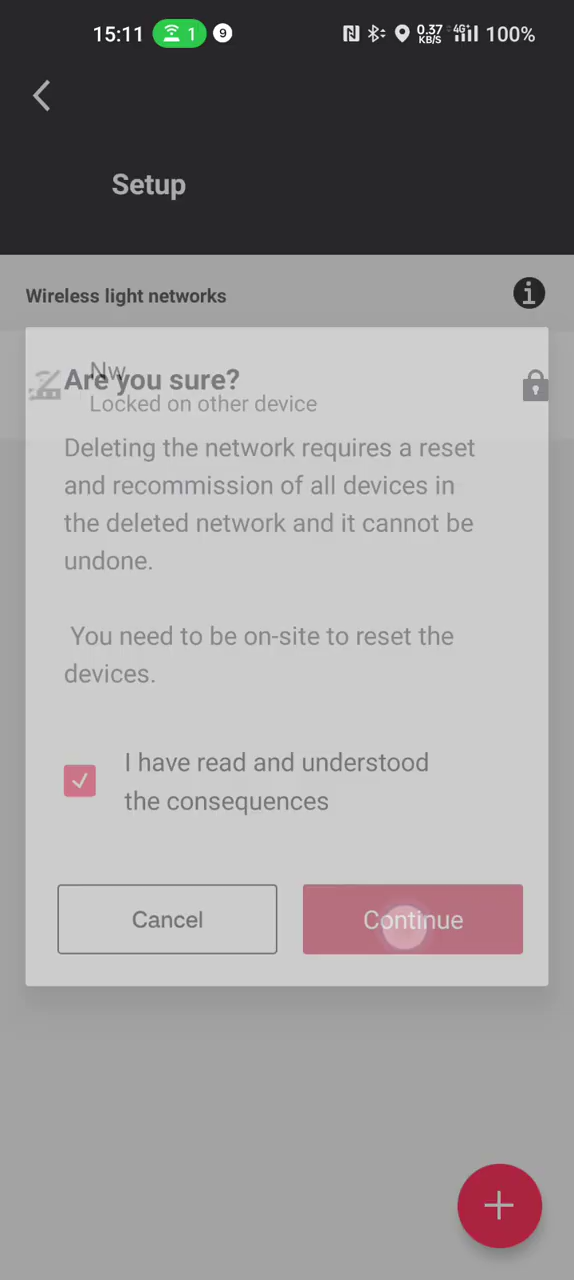 15:11 1 9 0.37 KB/S 4G+ 100%
Setup
Wireless light networks
Nw
Are you sure?
Locked on other device
Deleting the network requires a reset
and recommission of all devices in
the deleted network and it cannot be
undone.
You need to be on-site to reset the
devices.
I have read and understood
the consequences
Cancel
Continue